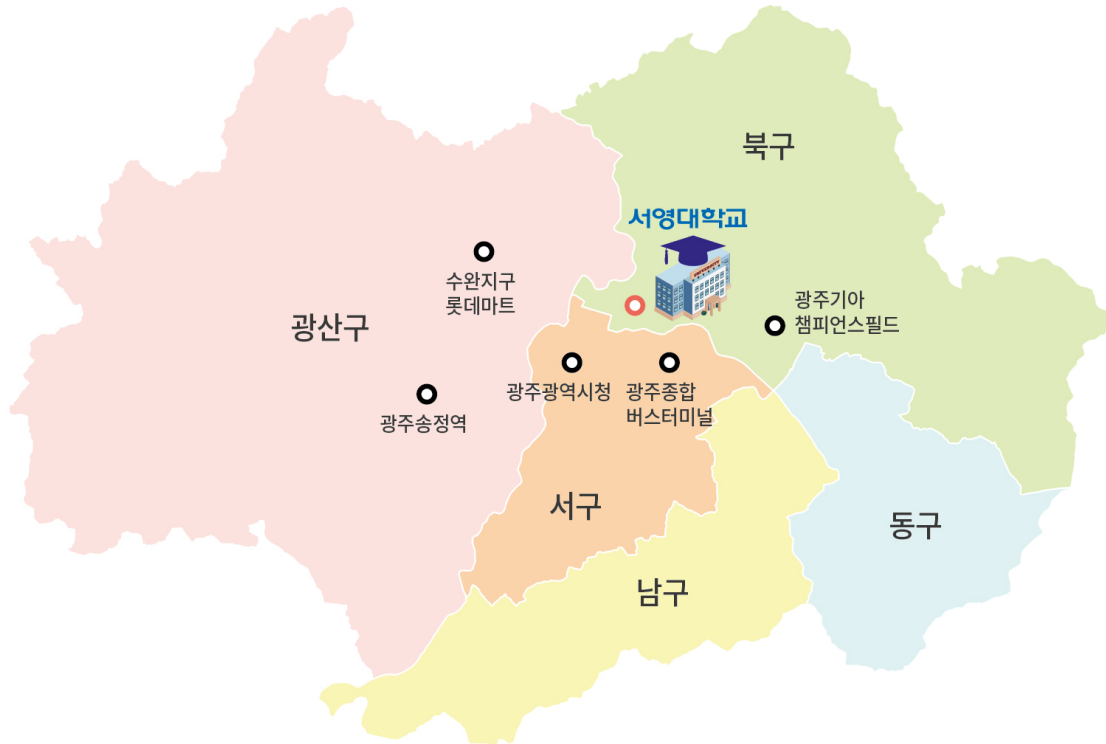 북구
서영대학교
UNIVERSITY
수완지구
롯데마트
광주기아
챔피언스필드
광산구
광주송정역
광주광역시청
광주종합
버스터미널
서구
동구
남구